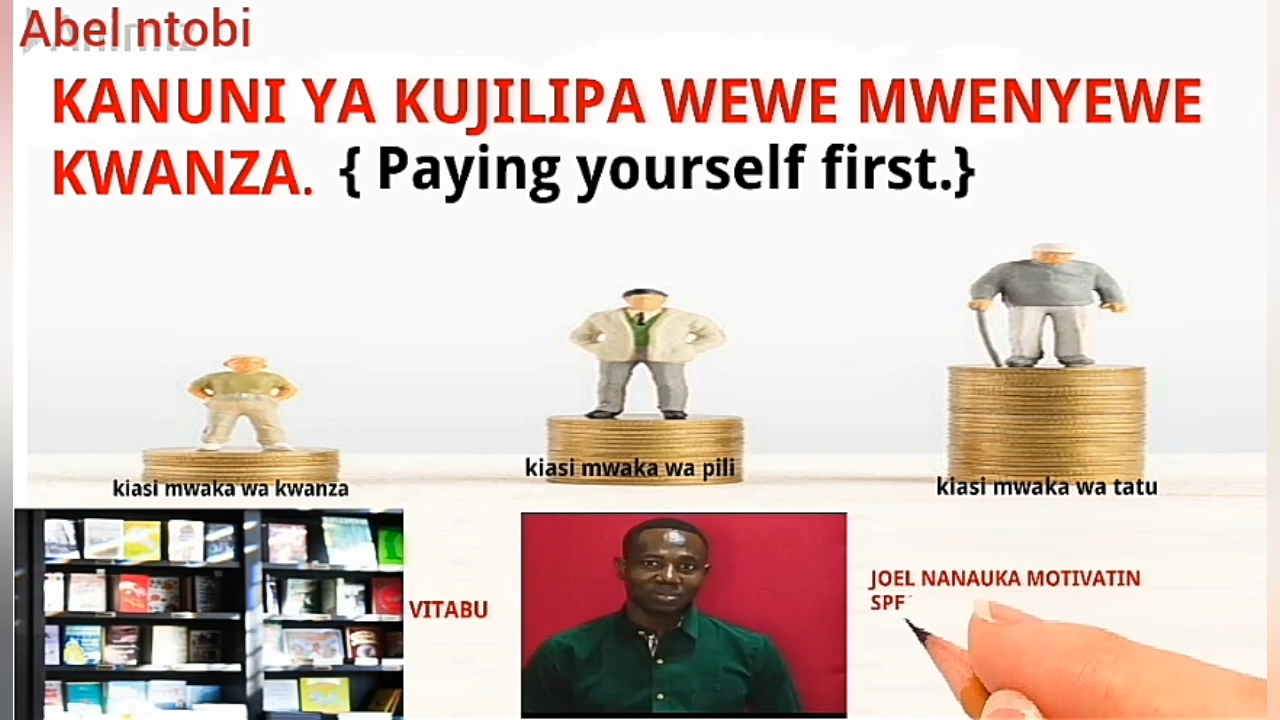 Abel ntobi
KANUNI YA KUJILIPA WEWE MWENYEWE
KWANZA. { Paying yourself first.}
kiasi mwaka wa kwanza
kiasi mwaka wa pili
kiasi mwaka wa tatu
VITABU
JOEL NANAUKA MOTIVATIN
SPE